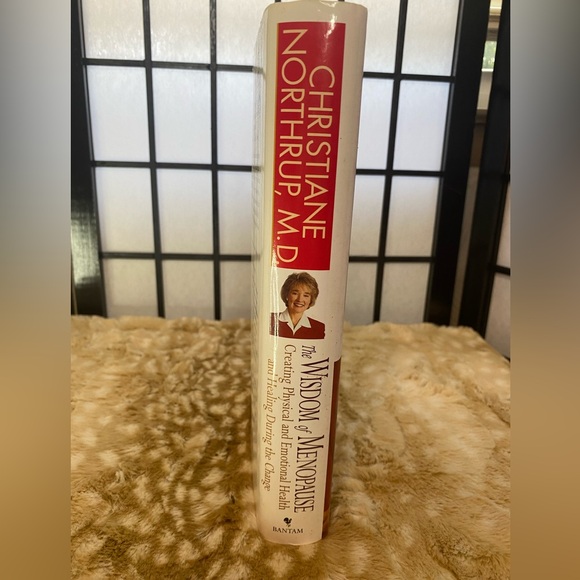 CHRISTIANE
NORTHRUP, M.D.
The WISDOM of MENOPAUSE
Creating Physical and Emotional Health
and Healing During the Change
BANTAM